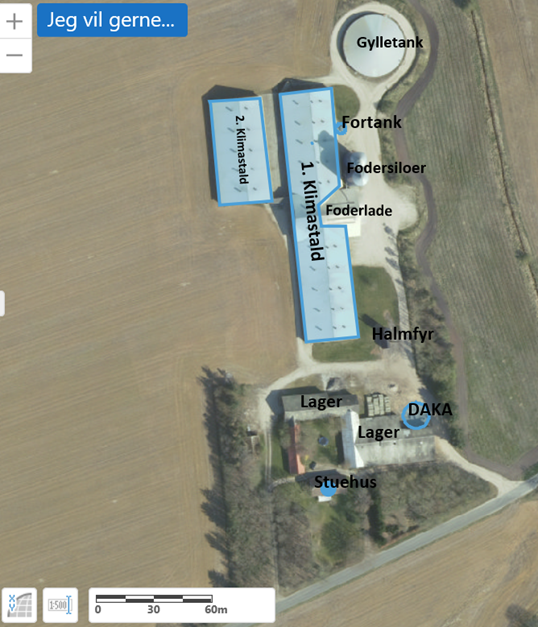 Jeg vil gerne...
Gylletank
Fortank
2. Klimastald
1. Klimastald
Fodersiloer
Foderlade
Halmfyr
Lager
DAKA
Lager
Stuehus
X
Y
1:500
0 30 60m